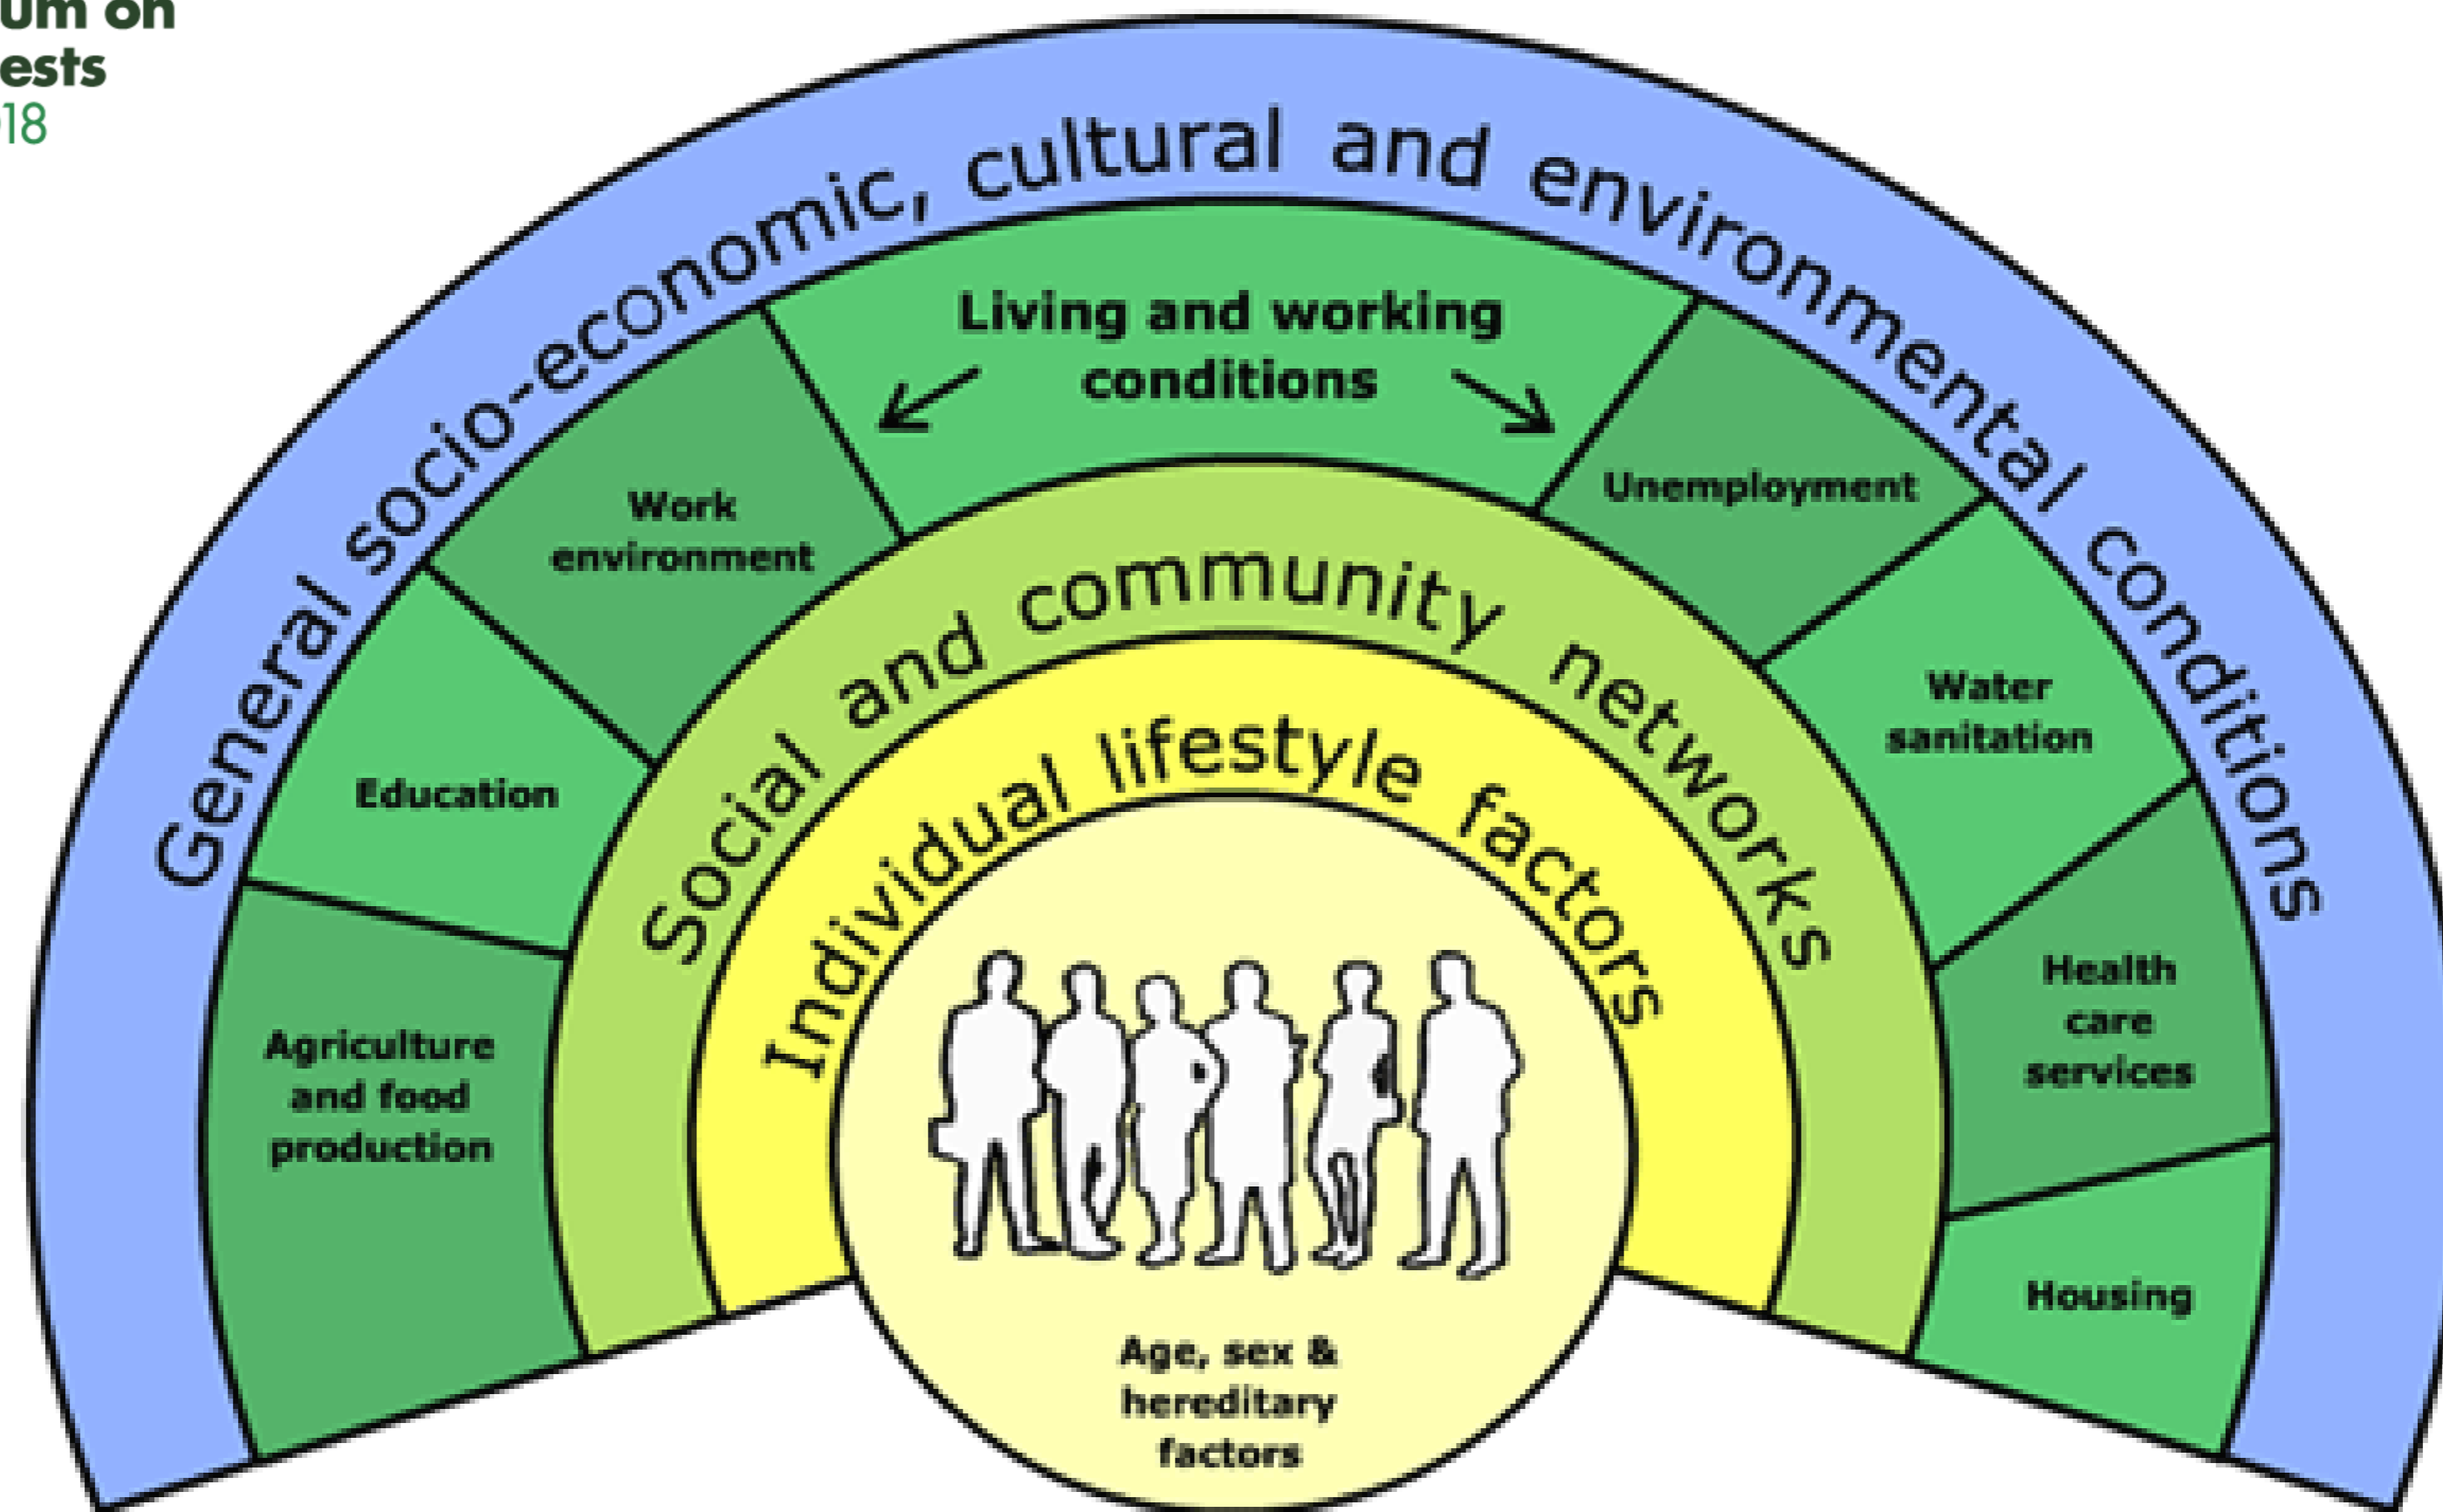 um on
ests
18
General socio-economic, cultural and environmental conditions
Living and working
conditions
Work
environment
Unemployment
Education
Water
sanitation
Agriculture
and food
production
Health
care
services
Housing
Social and community networks
Individual lifestyle factors
Age, sex &
hereditary
factors